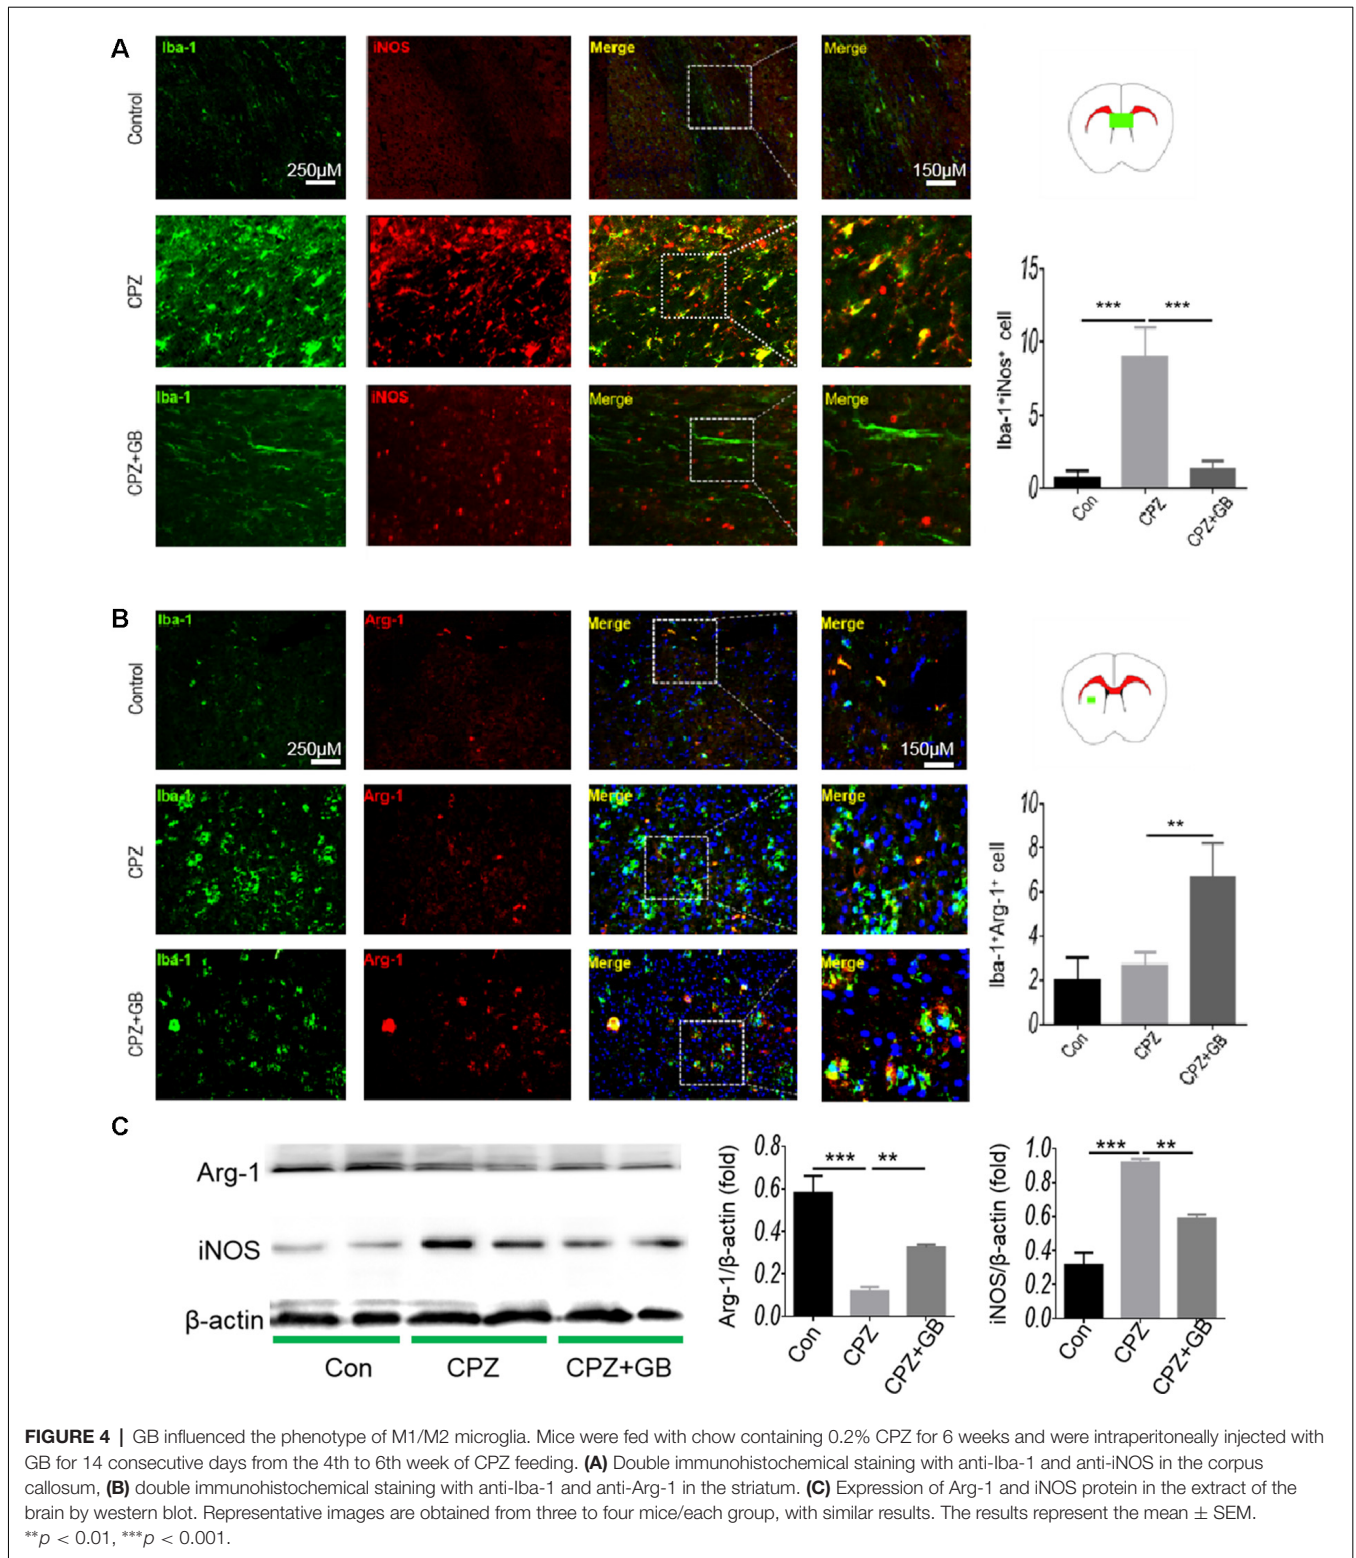 A
Iba-1
iNOS
Merge
Merge
Control
250μM
150μM
CPZ
Iba-1
iNOS
Merge
Merge
CPZ+GB
15
10
5
0
Iba-1⁺iNos⁺ cell
*** ***
Con
CPZ
CPZ+GB
B
Iba-1
Arg-1
Merge
Merge
Control
250μM
150μM
Iba-1
Arg-1
Merge
Merge
CPZ
Iba-1
Arg-1
Merge
Merge
CPZ+GB
10
8
6
4
2
0
Iba-1⁺Arg-1⁺ cell
**
Con
CPZ
CPZ+GB
C
Arg-1
iNOS
β-actin
Con CPZ CPZ+GB
0.8
0.6
0.4
0.2
0.0
Arg-1/β-actin (fold)
*** **
Con
CPZ
CPZ+GB
1.0
0.8
0.6
0.4
0.2
0.0
iNOS/β-actin (fold)
*** **
Con
CPZ
CPZ+GB
FIGURE 4 | GB influenced the phenotype of M1/M2 microglia. Mice were fed with chow containing 0.2% CPZ for 6 weeks and were intraperitoneally injected with
GB for 14 consecutive days from the 4th to 6th week of CPZ feeding. (A) Double immunohistochemical staining with anti-Iba-1 and anti-iNOS in the corpus
callosum, (B) double immunohistochemical staining with anti-Iba-1 and anti-Arg-1 in the striatum. (C) Expression of Arg-1 and iNOS protein in the extract of the
brain by western blot. Representative images are obtained from three to four mice/each group, with similar results. The results represent the mean ± SEM.
**p < 0.01, ***p < 0.001.